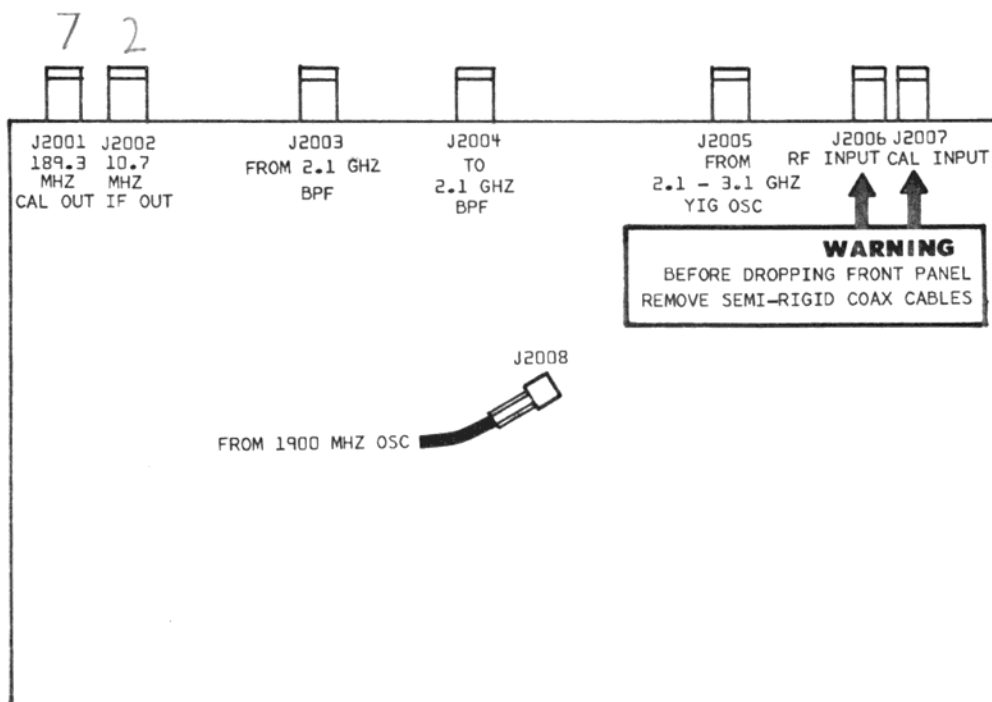 7 2
J2001 J2002 J2003 J2004 J2005 J2006 J2007
189.3 10.7 FROM 2.1 GHZ TO FROM RF INPUT CAL INPUT
MHZ MHZ BPF 2.1 GHZ 2.1 - 3.1 GHZ
CAL OUT IF OUT BPF YIG OSC
WARNING
BEFORE DROPPING FRONT PANEL
REMOVE SEMI-RIGID COAX CABLES
J2008
FROM 1900 MHZ OSC